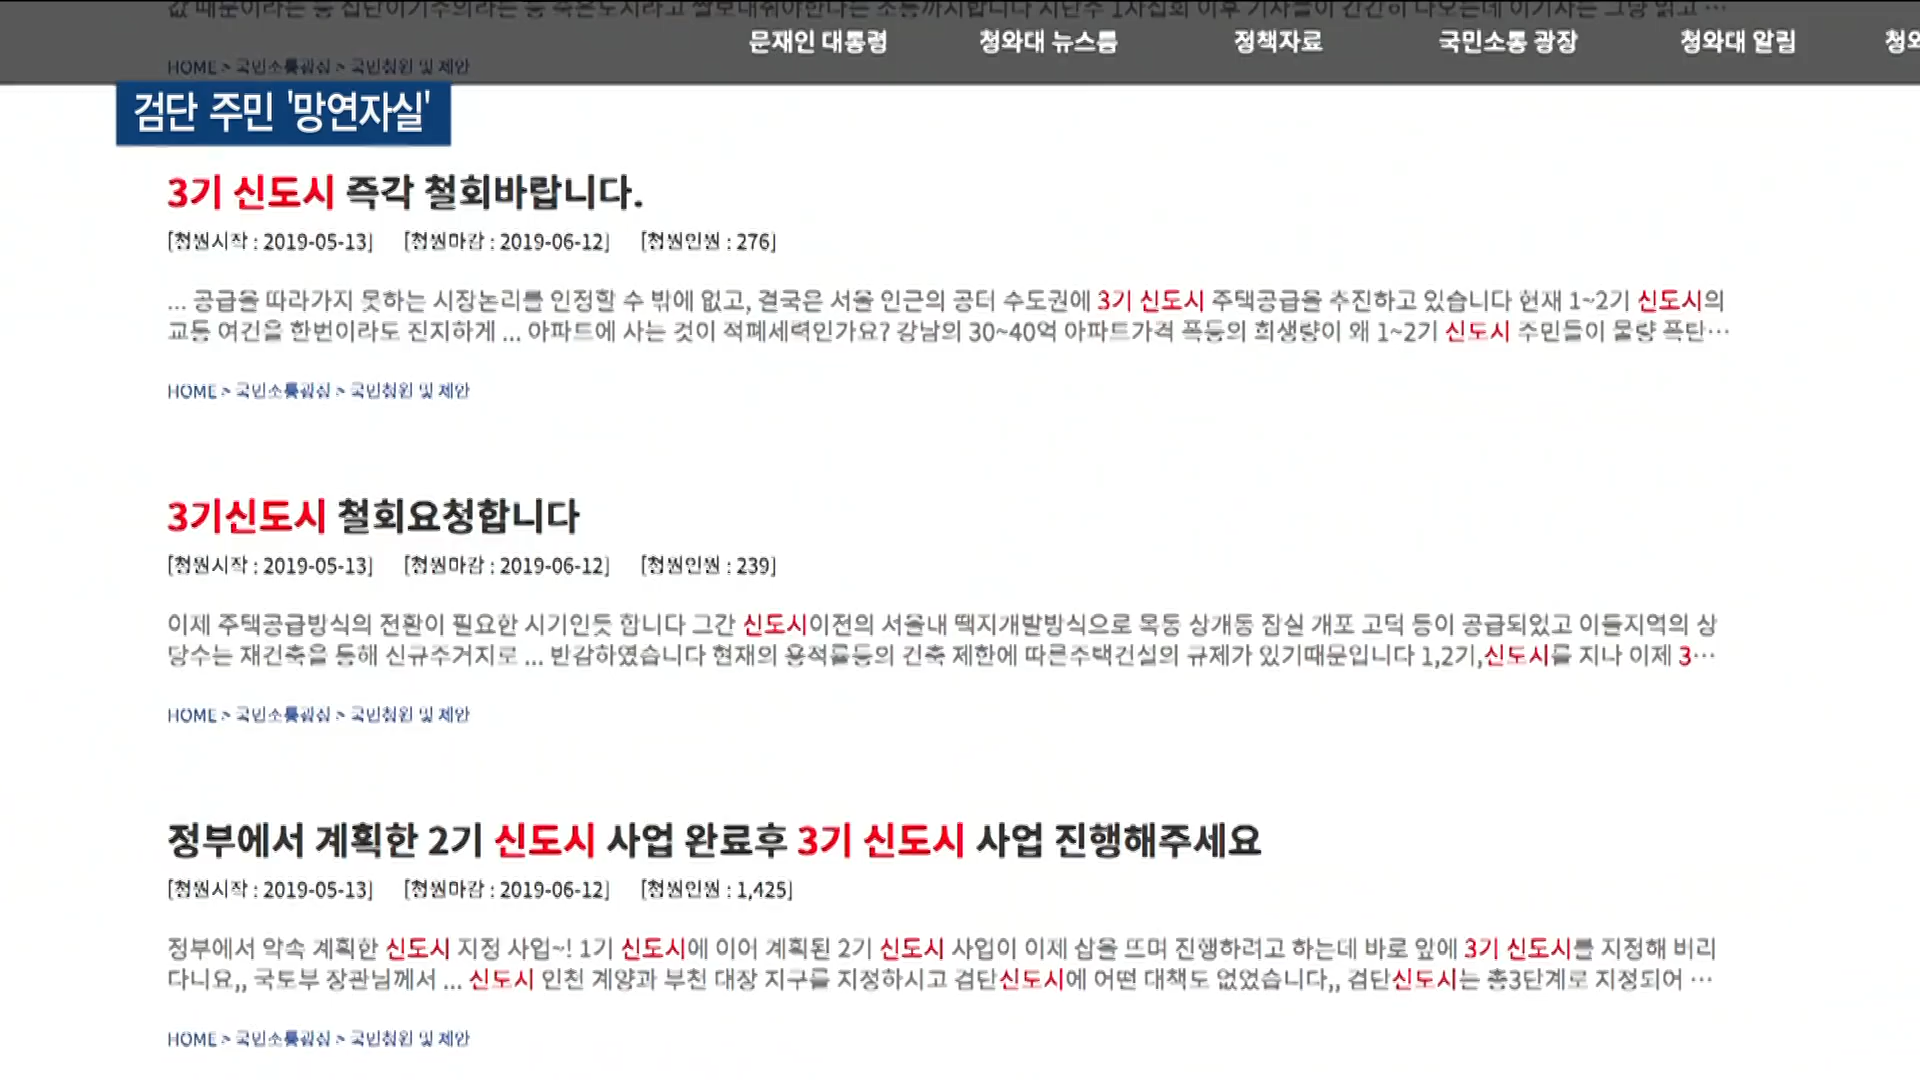 문재인 대통령 청와대 뉴스룸 정책자료 국민소통 광장 청와대 알림
HOME > 국민소통광장 > 국민청원 및 제안
검단 주민 '망연자실'
3기 신도시 즉각 철회바랍니다.
[청원시작 : 2019-05-13] [청원마감 : 2019-06-12] [청원인원 : 276]
... 공급을 따라가지 못하는 시장논리를 인정할 수 밖에 없고, 결국은 서울 인근의 공터 수도권에 3기 신도시 주택공급을 추진하고 있습니다 현재 1~2기 신도시의
교통 여건을 한번이라도 진지하게 ... 아파트에 사는 것이 적폐세력인가요? 강남의 30~40억 아파트가격 폭등의 희생량이 왜 1~2기 신도시 주민들이 물량 폭탄…
HOME > 국민소통광장 > 국민청원 및 제안
3기신도시 철회요청합니다
[청원시작 : 2019-05-13] [청원마감 : 2019-06-12] [청원인원 : 239]
이제 주택공급방식의 전환이 필요한 시기인듯 합니다 그간 신도시이전의 서울내 택지개발방식으로 목동 상계동 잠실 개포 고덕 등이 공급되었고 이들지역의 상
당수는 재건축을 통해 신규주거지로 ... 반감하였습니다 현재의 용적률등의 건축 제한에 따른주택건설의 규제가 있기때문입니다 1,2기,신도시를 지나 이제 3…
HOME > 국민소통광장 > 국민청원 및 제안
정부에서 계획한 2기 신도시 사업 완료후 3기 신도시 사업 진행해주세요
[청원시작 : 2019-05-13] [청원마감 : 2019-06-12] [청원인원 : 1,425]
정부에서 약속 계획한 신도시 지정 사업~! 1기 신도시에 이어 계획된 2기 신도시 사업이 이제 삽을 뜨며 진행하려고 하는데 바로 앞에 3기 신도시를 지정해 버리
다니요,, 국토부 장관님께서 ... 신도시 인천 계양과 부천 대장 지구를 지정하시고 검단신도시에 어떤 대책도 없었습니다,, 검단신도시는 총3단계로 지정되어 …
HOME > 국민소통광장 > 국민청원 및 제안